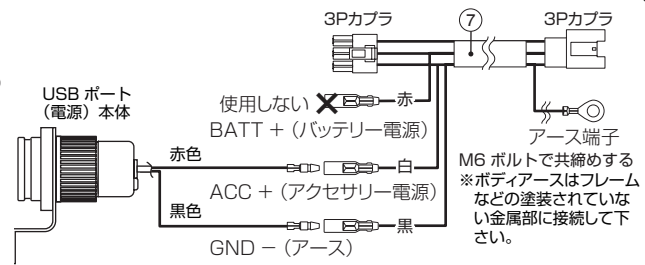 3Pカプラ
⑦
3Pカプラ
USB ポート
（電源）本体
使用しない
赤
BATT + （バッテリー電源）
アース端子
赤色
白
ACC + （アクセサリー電源）
M6 ボルトで共締めする
※ボディアースはフレーム
などの塗装されていな
い金属部に接続して下
さい。
黒色
黒
GND − （アース）